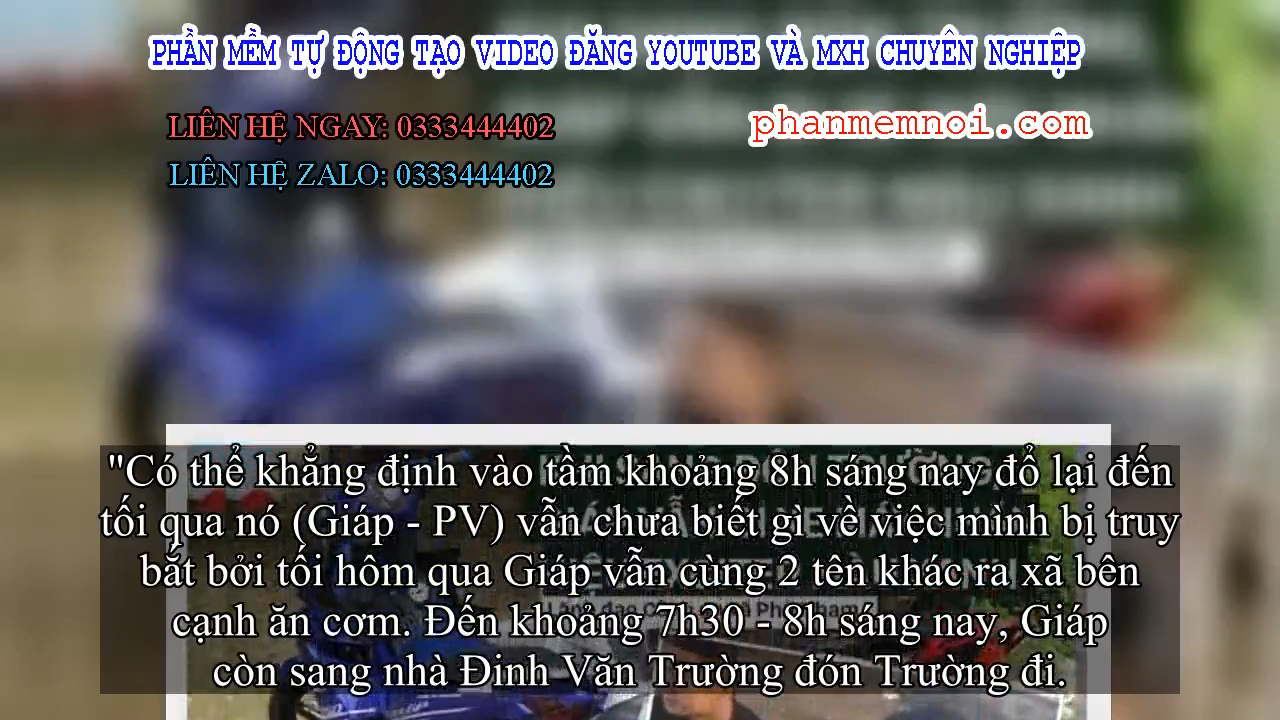 PHẦN MỀM TỰ ĐỘNG TẠO VIDEO ĐĂNG YOUTUBE VÀ MXH CHUYÊN NGHIỆP
LIÊN HỆ NGAY: 0333444402
phanmemnoi.com
LIÊN HỆ ZALO: 0333444402
"Có thể khẳng định vào tầm khoảng 8h sáng nay đổ lại đến
tối qua nó (Giáp - PV) vẫn chưa biết gì về việc mình bị truy
bắt bởi tối hôm qua Giáp vẫn cùng 2 tên khác ra xã bên
cạnh ăn cơm. Đến khoảng 7h30 - 8h sáng nay, Giáp
còn sang nhà Đinh Văn Trường đón Trường đi.